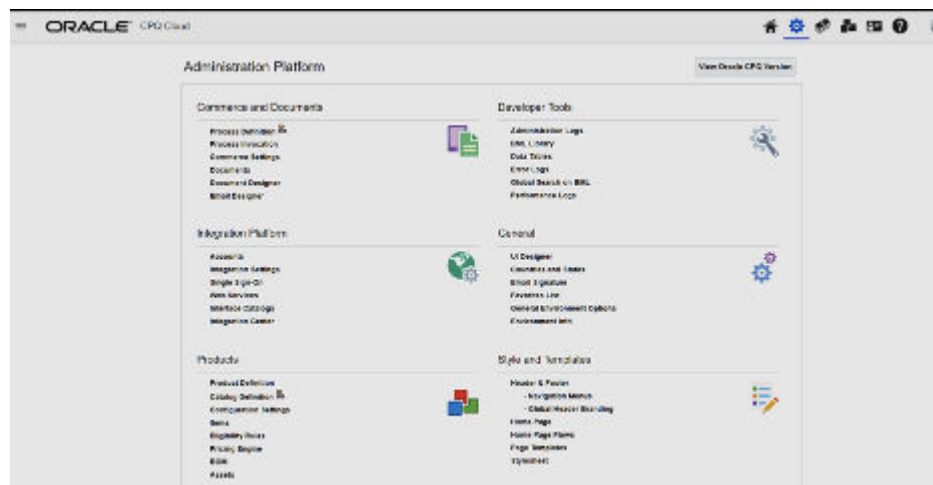 ORACLE CPQ Cloud
Administration Platform
View Oracle CPQ Version
Commerce and Documents
Process Definition
Process Invocation
Commerce Settings
Documents
Document Designer
Email Designer
Developer Tools
Administration Logs
BML Library
Data Tables
Error Logs
Global Search on BML
Performance Logs
Integration Platform
Accounts
Integration Settings
Single Sign-On
Web Services
Interface Catalogs
Integration Center
General
UI Designer
Countries and States
Email Signature
Favorites List
General Environment Options
Environment Info
Products
Product Definition
Catalog Definition
Configuration Settings
Items
Eligibility Rules
Pricing Engine
BOM
Assets
Style and Templates
Header & Footer
- Navigation Menus
- Global Header Branding
Home Page
Home Page Flows
Page Templates
Stylesheet